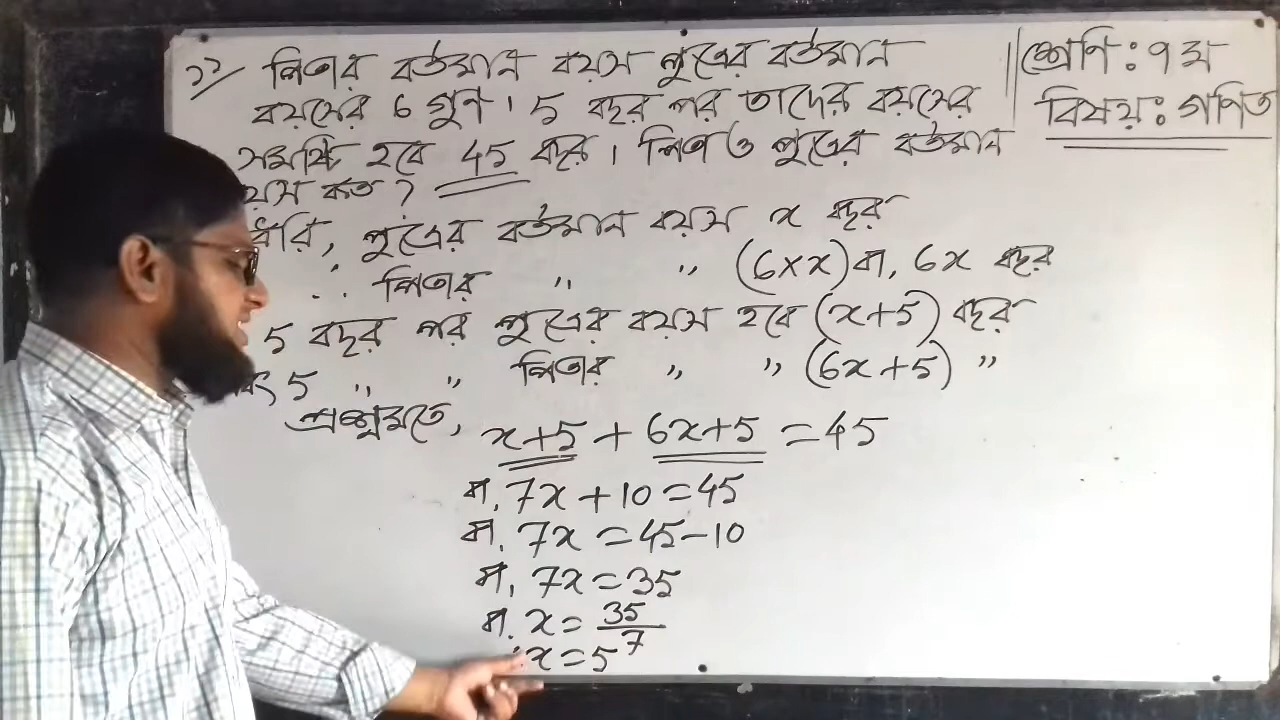 ১১/ পিতার বর্তমান বয়স পুত্রের বর্তমান
বয়সের 6 গুন। 5 বছর পর তাদের বয়সের
সমষ্টি হবে 45 বছর। পিতা ও পুত্রের বর্তমান
য়স কত?
ধরি, পুত্রের বর্তমান বয়স x বছর
∴ পিতার " " (6×x) বা, 6x বছর
5 বছর পর পুত্রের বয়স হবে (x+5) বছর
বং 5 " " পিতার " " (6x+5) "
প্রশ্নমতে, x+5 + 6x+5 = 45
বা, 7x + 10 = 45
বা, 7x = 45 - 10
বা, 7x = 35
বা, x = 35/7
∴ x = 5
শ্রেণি: ৭ম
বিষয়: গণিত